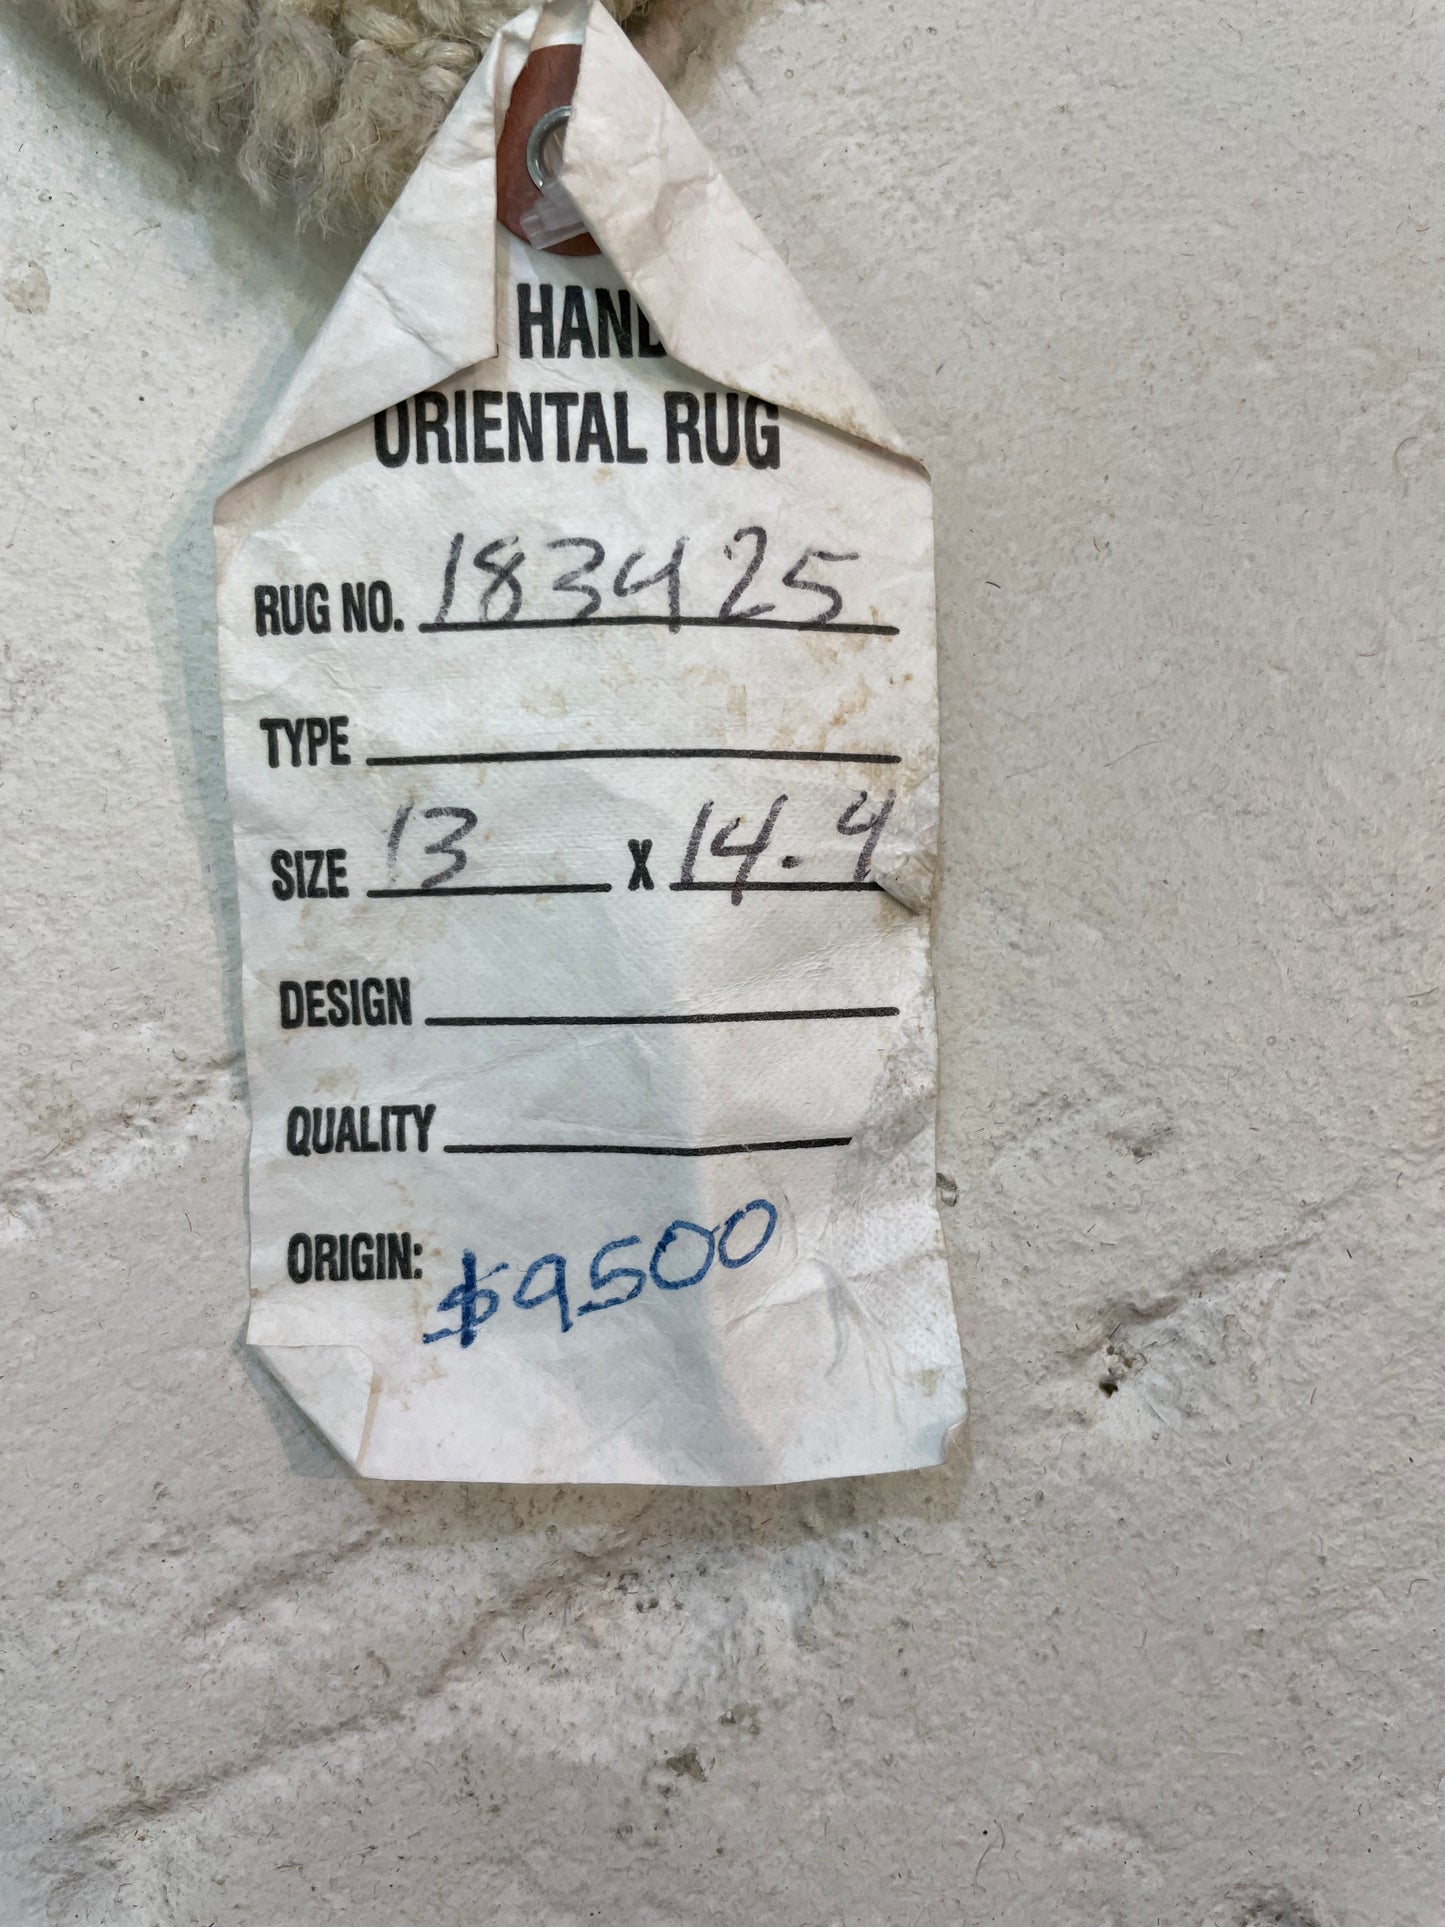 HAND
ORIENTAL RUG
RUG NO. 183425
TYPE
SIZE 13 X 14.4
DESIGN
QUALITY
ORIGIN: $9500